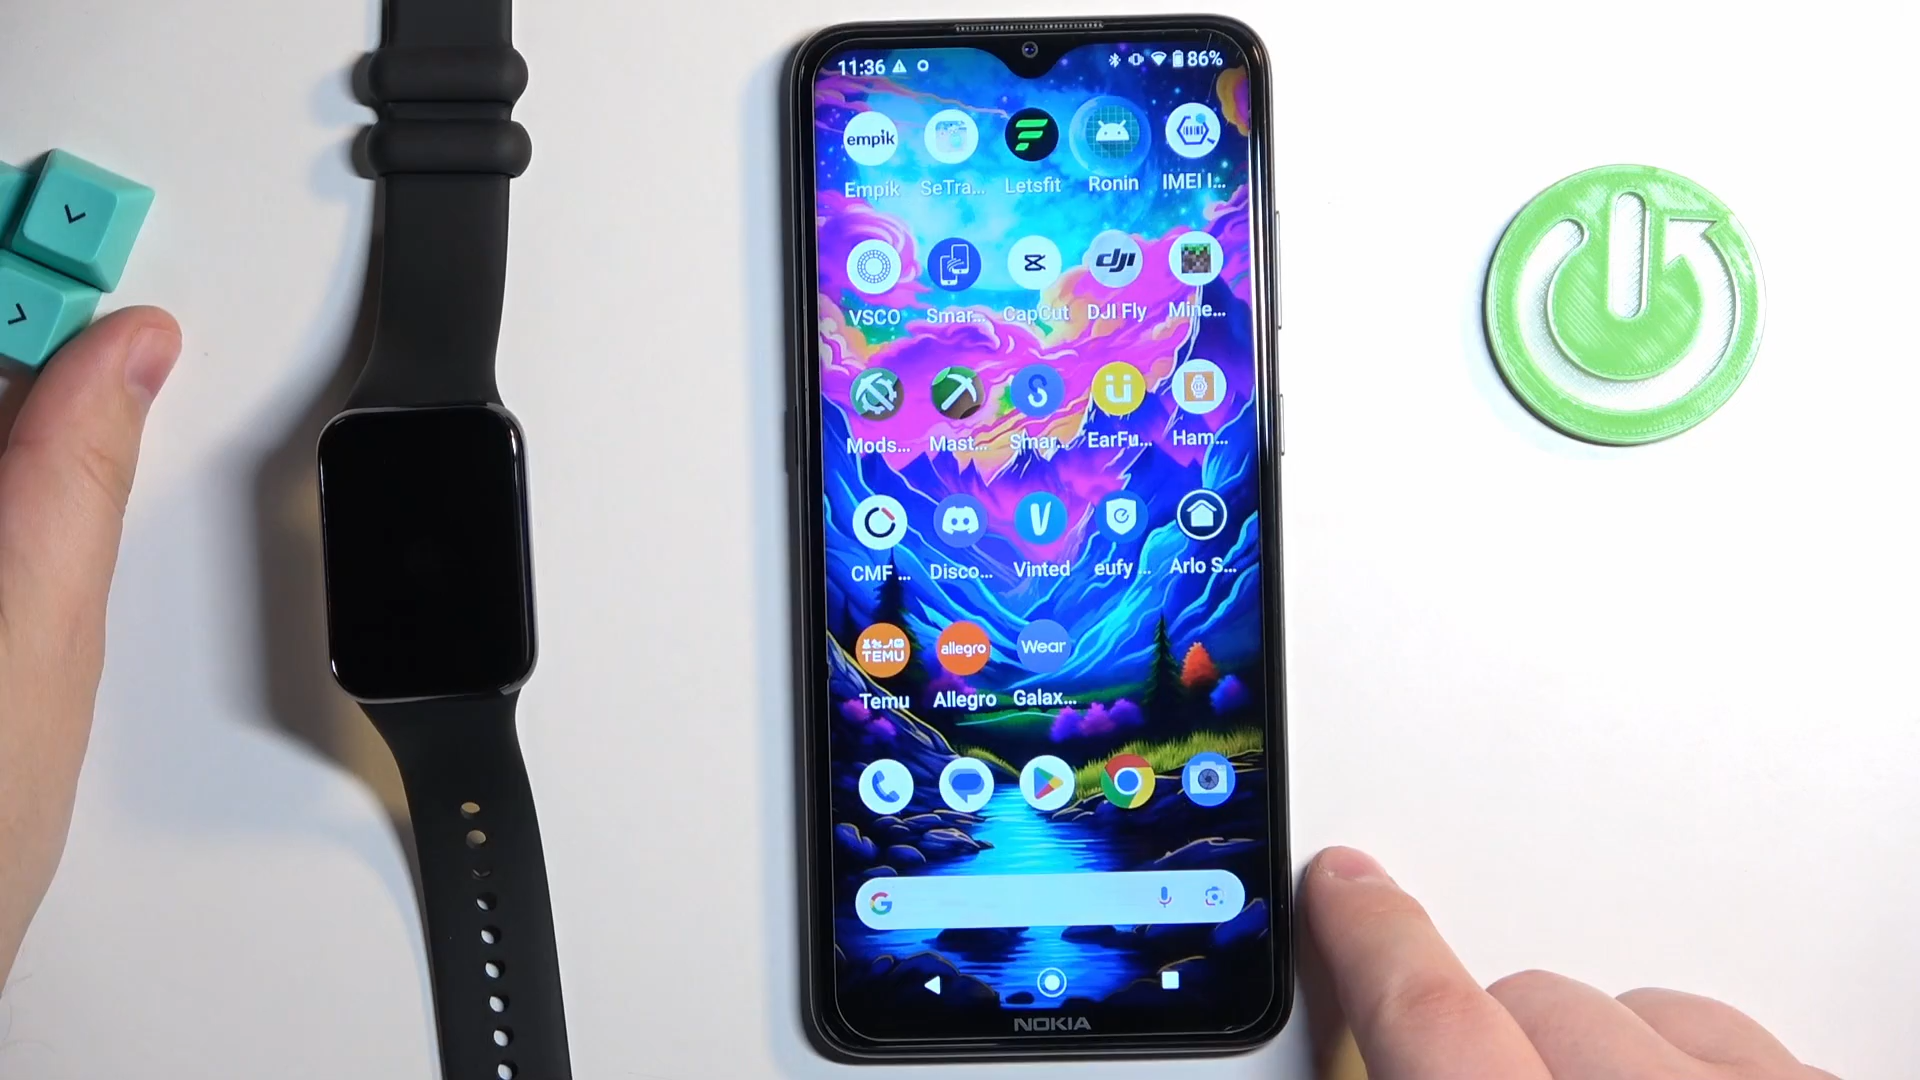 11:36
86%
empik
Empik SeTra... Letsfit Ronin IMEI I...
dji
VSCO Smar... CapCut DJI Fly Mine...
Mods... Mast... Smar... EarFu... Ham...
CMF ... Disco... Vinted eufy ... Arlo S...
TEMU allegro Wear
Temu Allegro Galax...
NOKIA